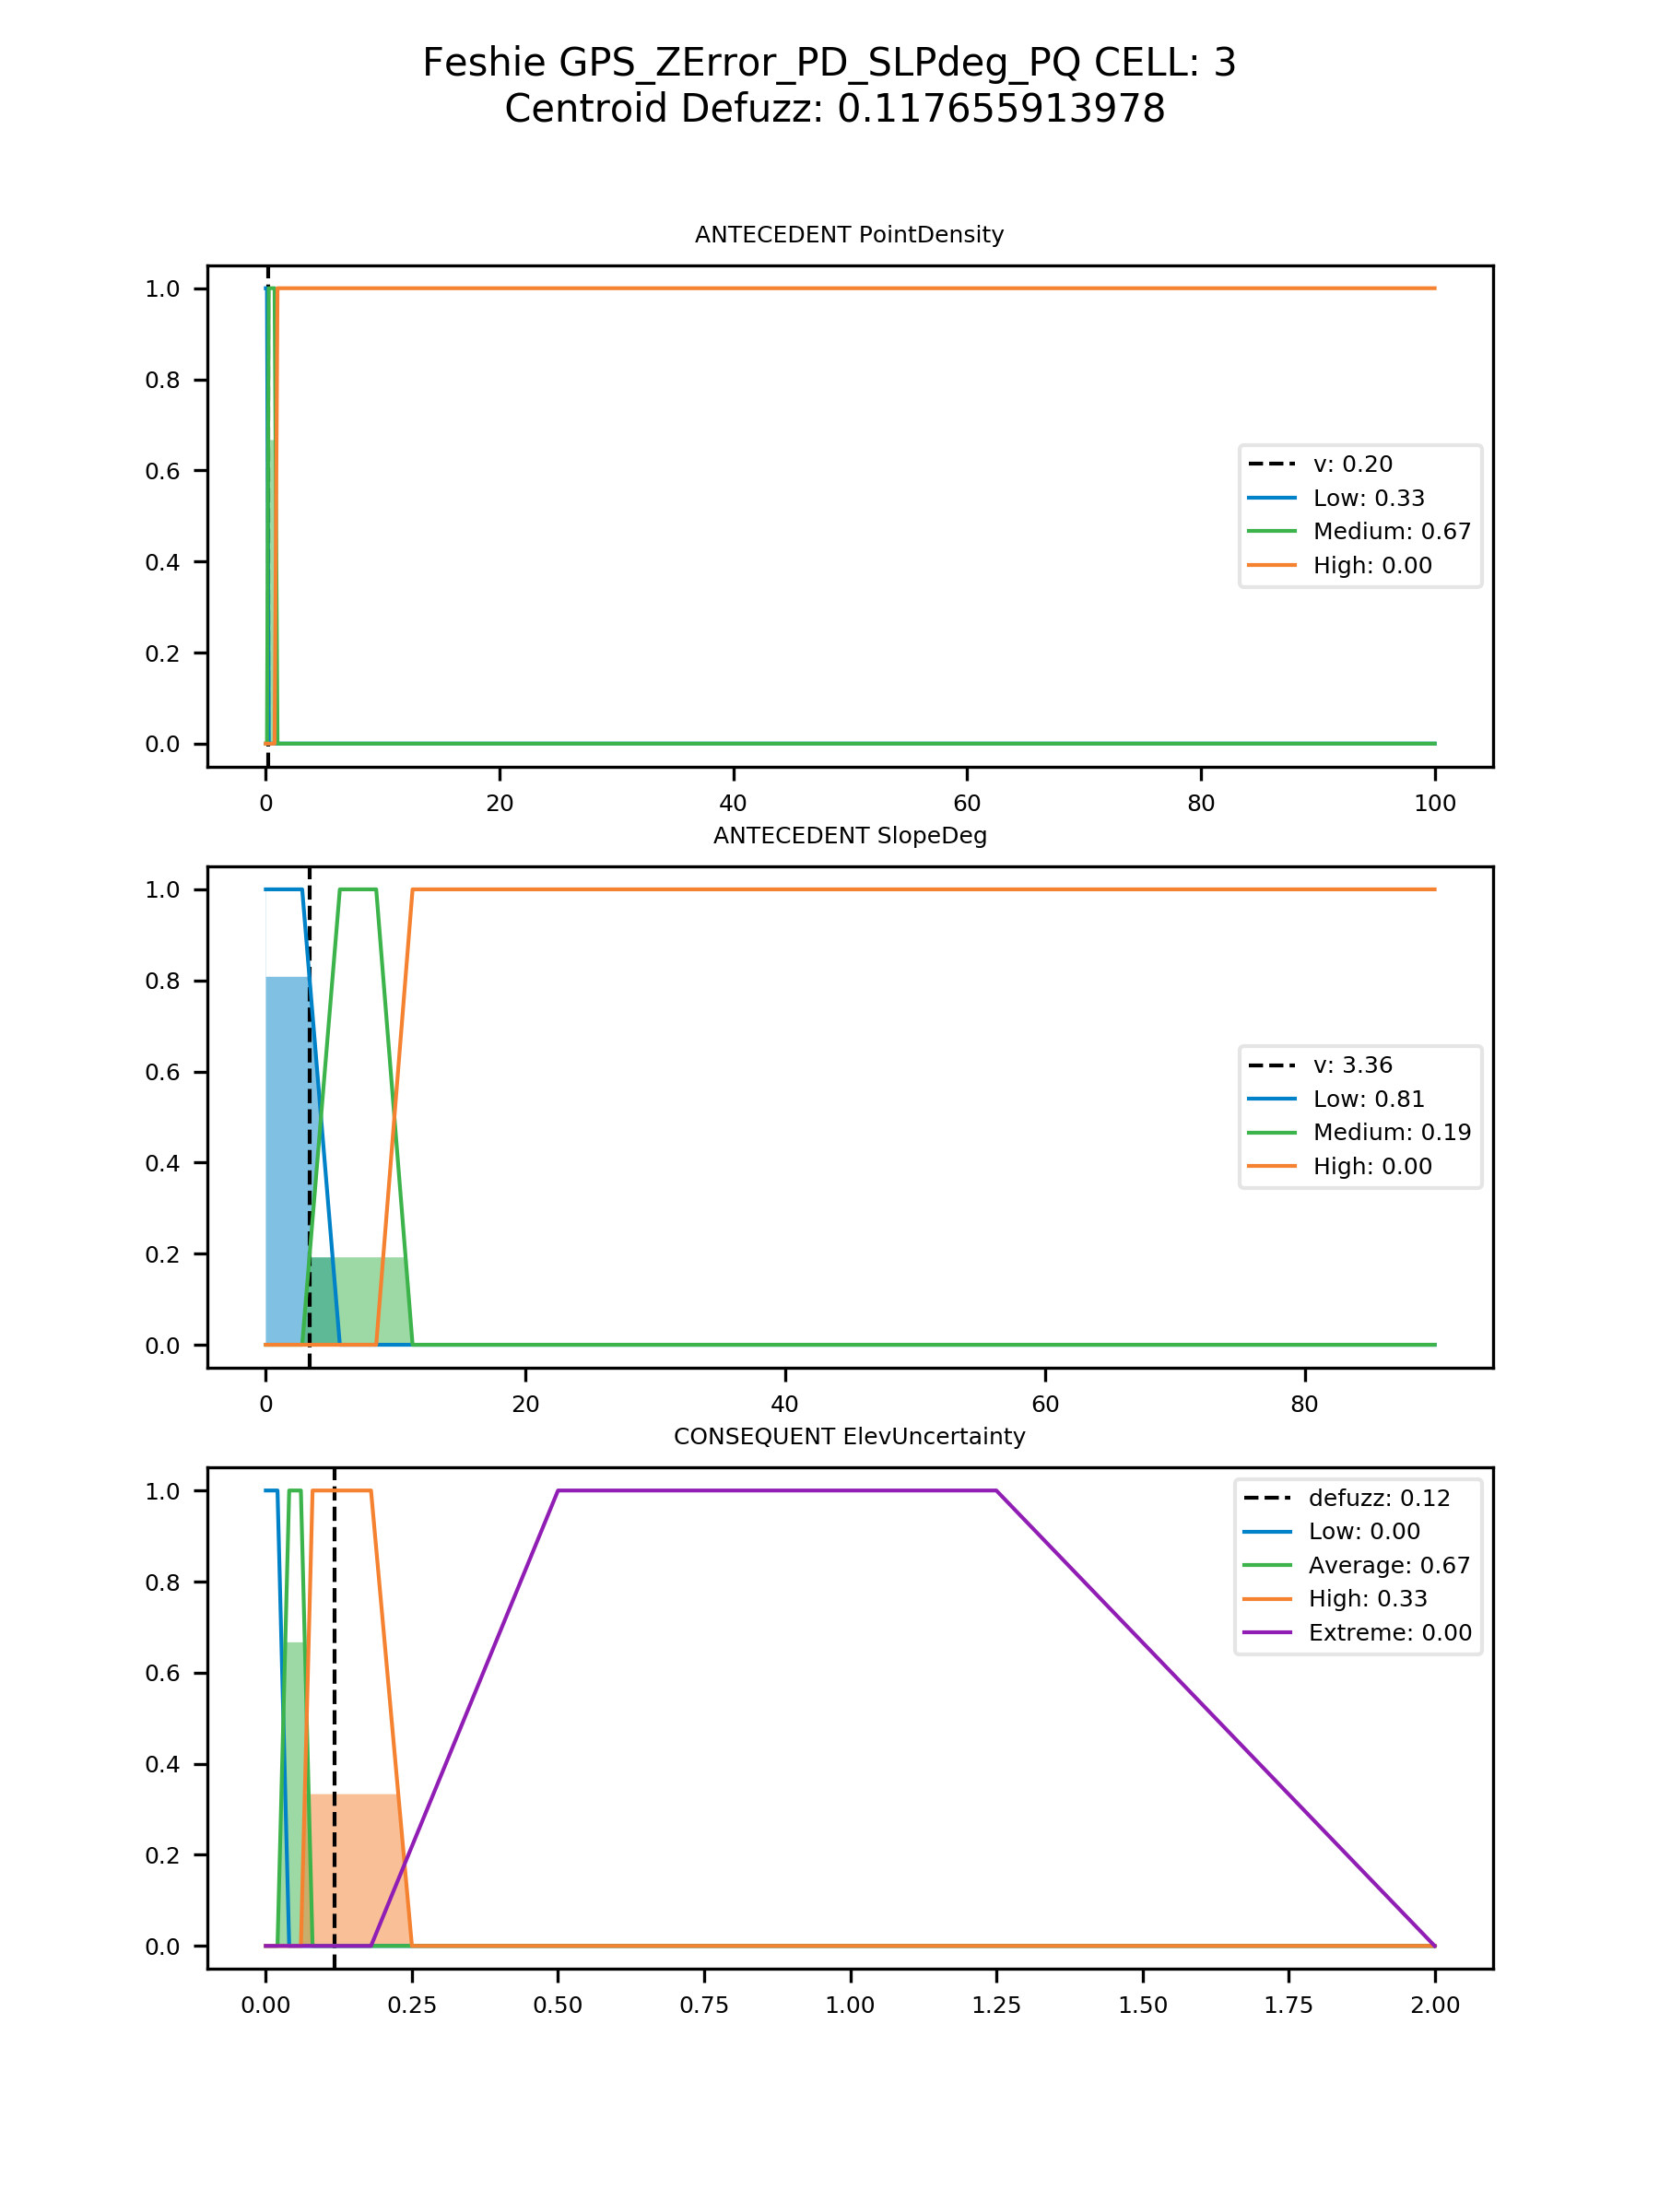 Feshie GPS_ZError_PD_SLPdeg_PQ CELL: 3
Centroid Defuzz: 0.117655913978
ANTECEDENT PointDensity
1.0
0.8
0.6
0.4
0.2
0.0
v: 0.20
Low: 0.33
Medium: 0.67
High: 0.00
0 20 40 60 80 100
ANTECEDENT SlopeDeg
1.0
0.8
0.6
0.4
0.2
0.0
v: 3.36
Low: 0.81
Medium: 0.19
High: 0.00
0 20 40 60 80
CONSEQUENT ElevUncertainty
1.0
0.8
0.6
0.4
0.2
0.0
defuzz: 0.12
Low: 0.00
Average: 0.67
High: 0.33
Extreme: 0.00
0.00 0.25 0.50 0.75 1.00 1.25 1.50 1.75 2.00